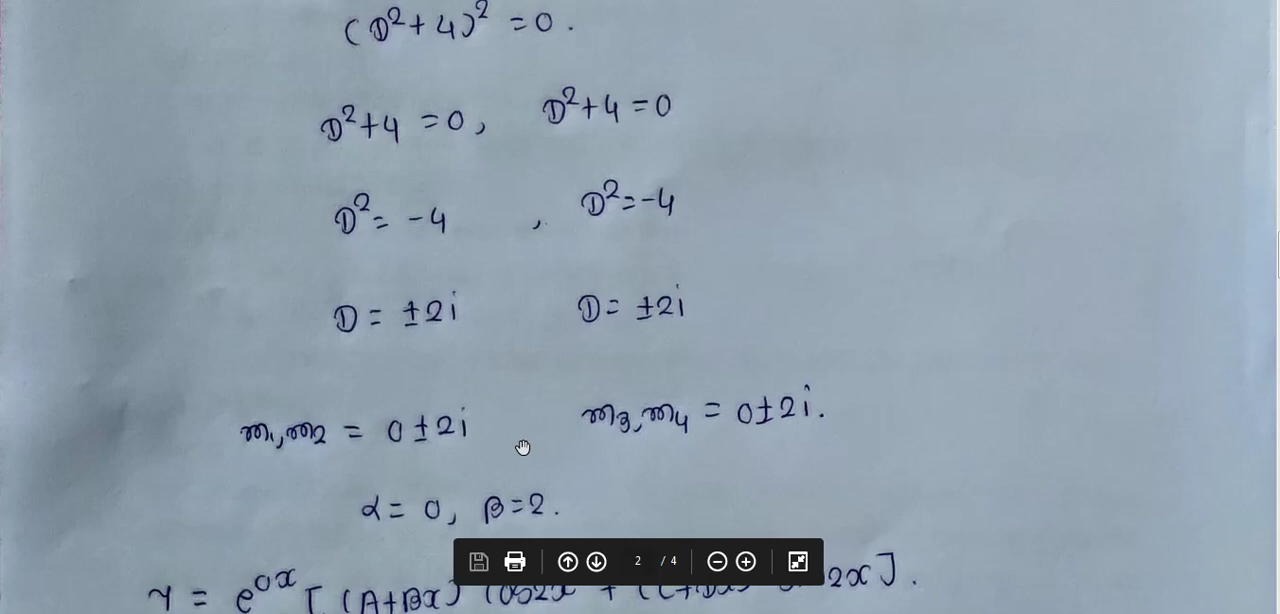 (D²+4)² = 0.
D²+4 = 0, D²+4 = 0
D² = -4 , D² = -4
D = ±2i D = ±2i
m₁,m₂ = 0±2i m₃,m₄ = 0±2i.
α = 0, β = 2.
2 / 4
y = e^{0x} [(A+Bx) cos2x + 2x].